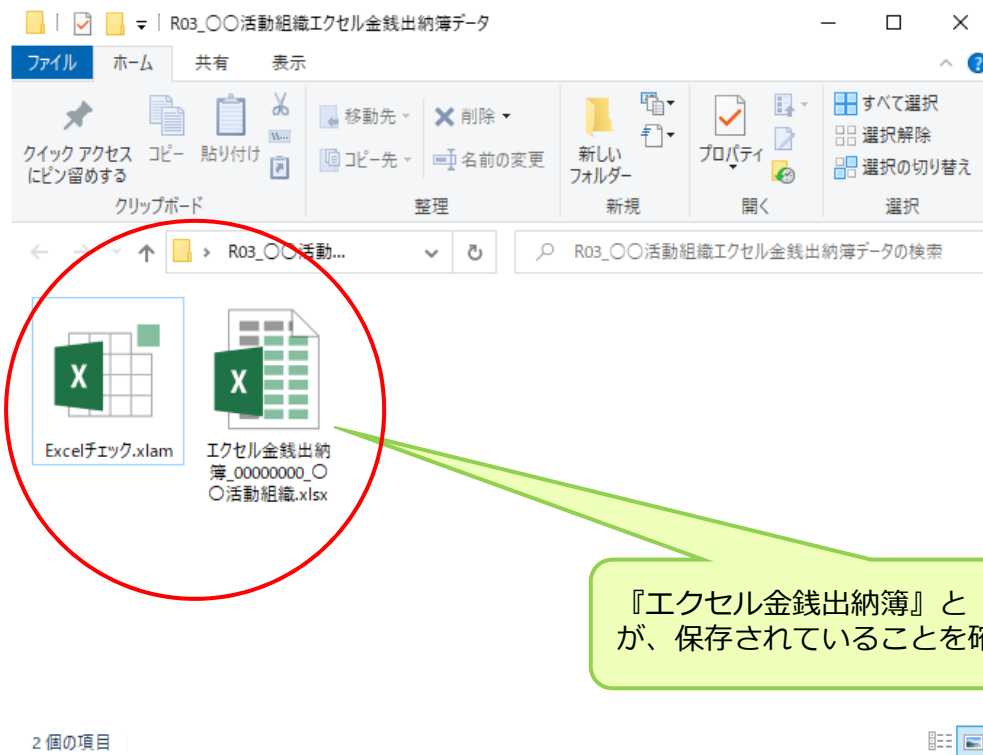 R03_〇〇活動組織エクセル金銭出納簿データ
ファイル ホーム 共有 表示
クイック アクセス
にピン留めする
コピー
貼り付け
移動先
コピー先
削除
名前の変更
新しい
フォルダー
プロパティ
すべて選択
選択解除
選択の切り替え
クリップボード 整理 新規 開く 選択
R03_〇〇活動...
R03_〇〇活動組織エクセル金銭出納簿データの検索
X
X
Excelチェック.xlam
エクセル金銭出納
簿_00000000_〇
〇活動組織.xlsx
『エクセル金銭出納簿』と
が、保存されていることを確
2 個の項目